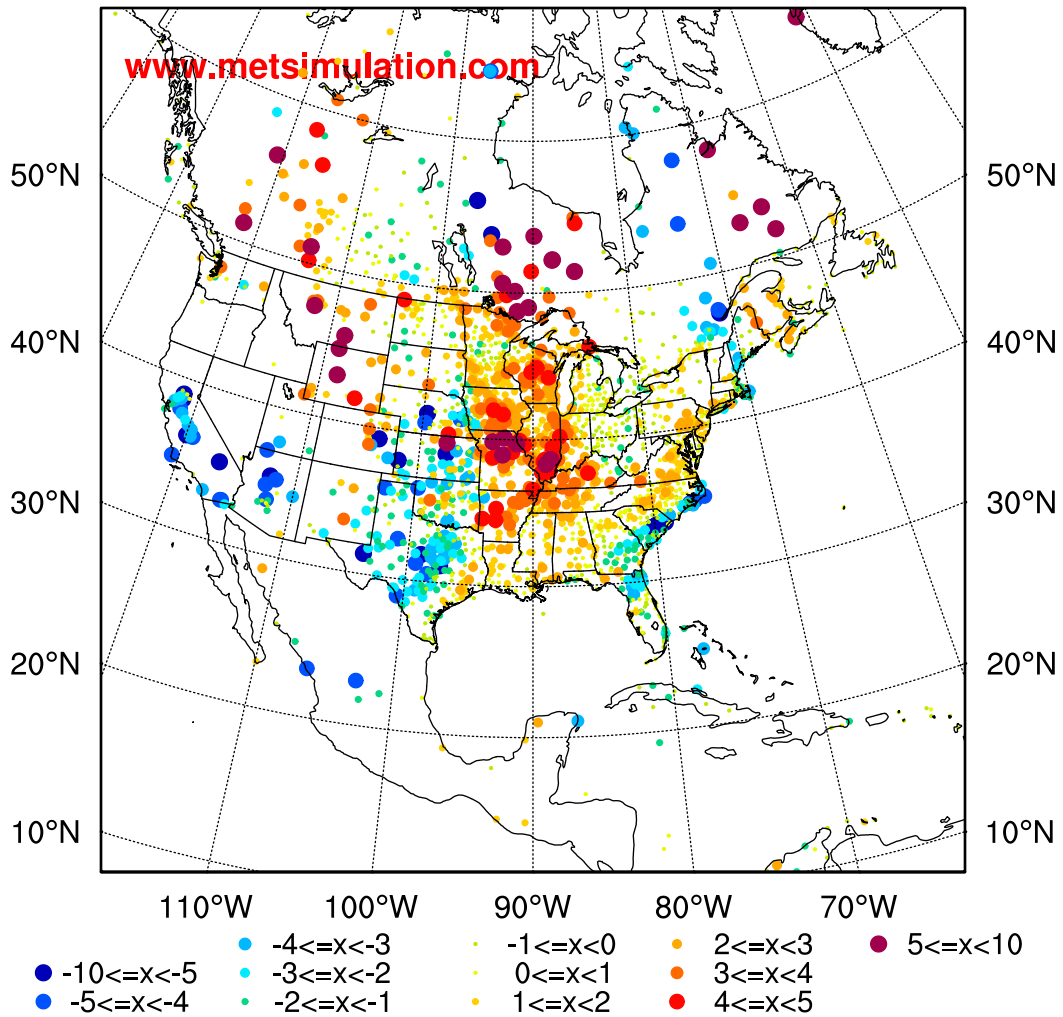 www.metsimulation.com
50°N 50°N
40°N 40°N
30°N 30°N
20°N 20°N
10°N 10°N
110°W 100°W 90°W 80°W 70°W
-4<=x<-3 -1<=x<0 2<=x<3 5<=x<10
-10<=x<-5 -3<=x<-2 0<=x<1 3<=x<4
-5<=x<-4 -2<=x<-1 1<=x<2 4<=x<5